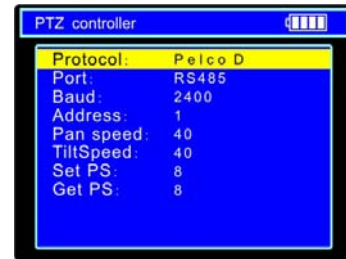 PTZ controller
Protocol: Pelco D
Port: RS485
Baud: 2400
Address: 1
Pan speed: 40
TiltSpeed: 40
Set PS: 8
Get PS: 8